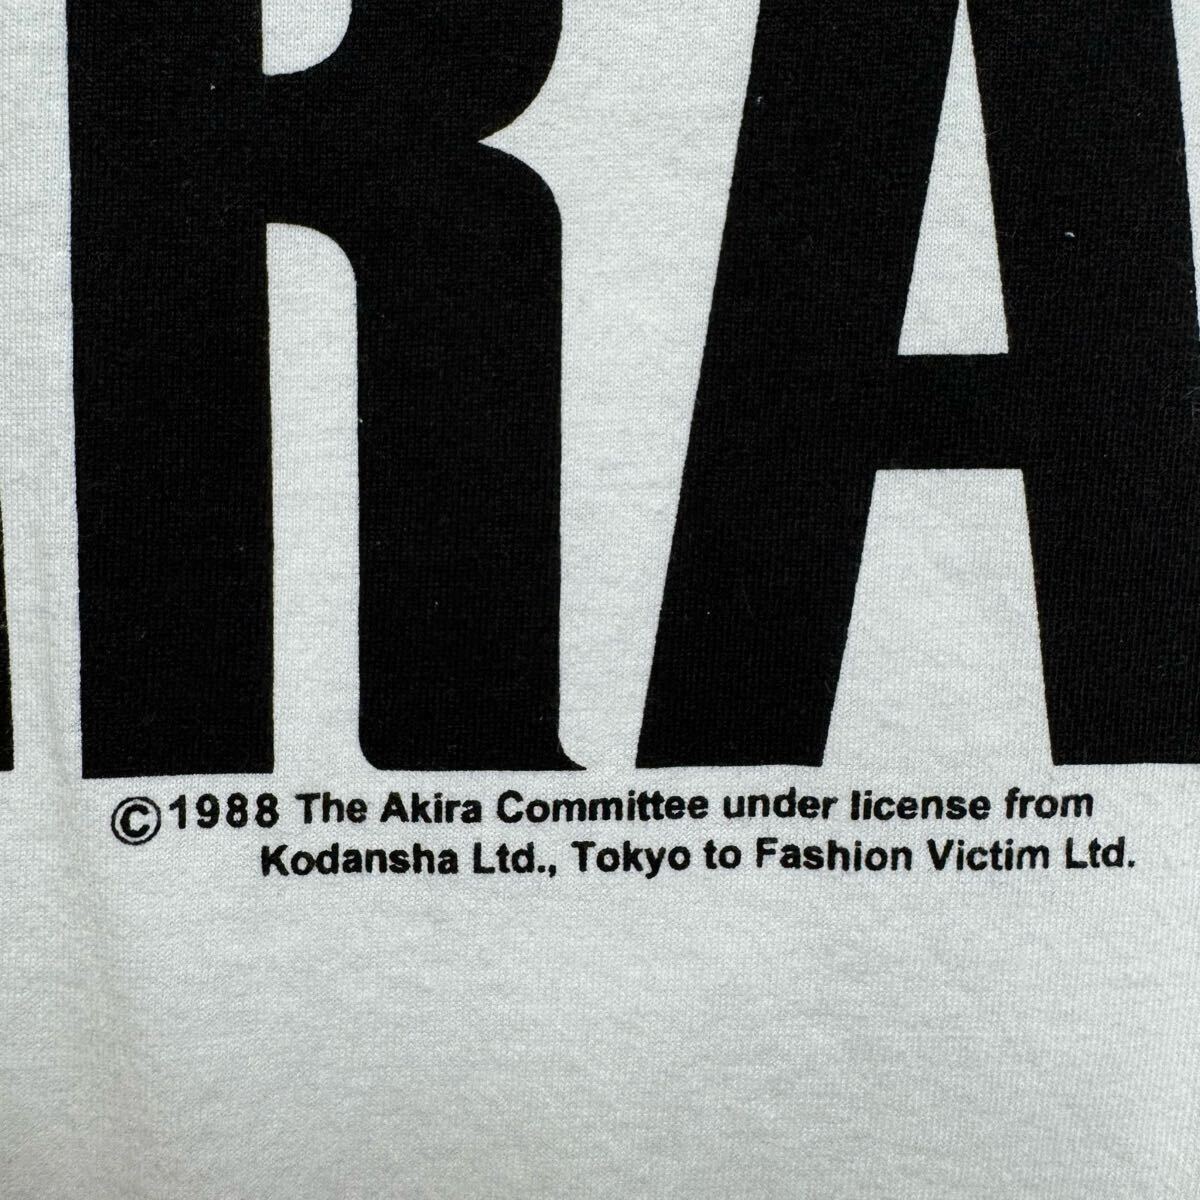 RA
©1988 The Akira Committee under license from
Kodansha Ltd., Tokyo to Fashion Victim Ltd.